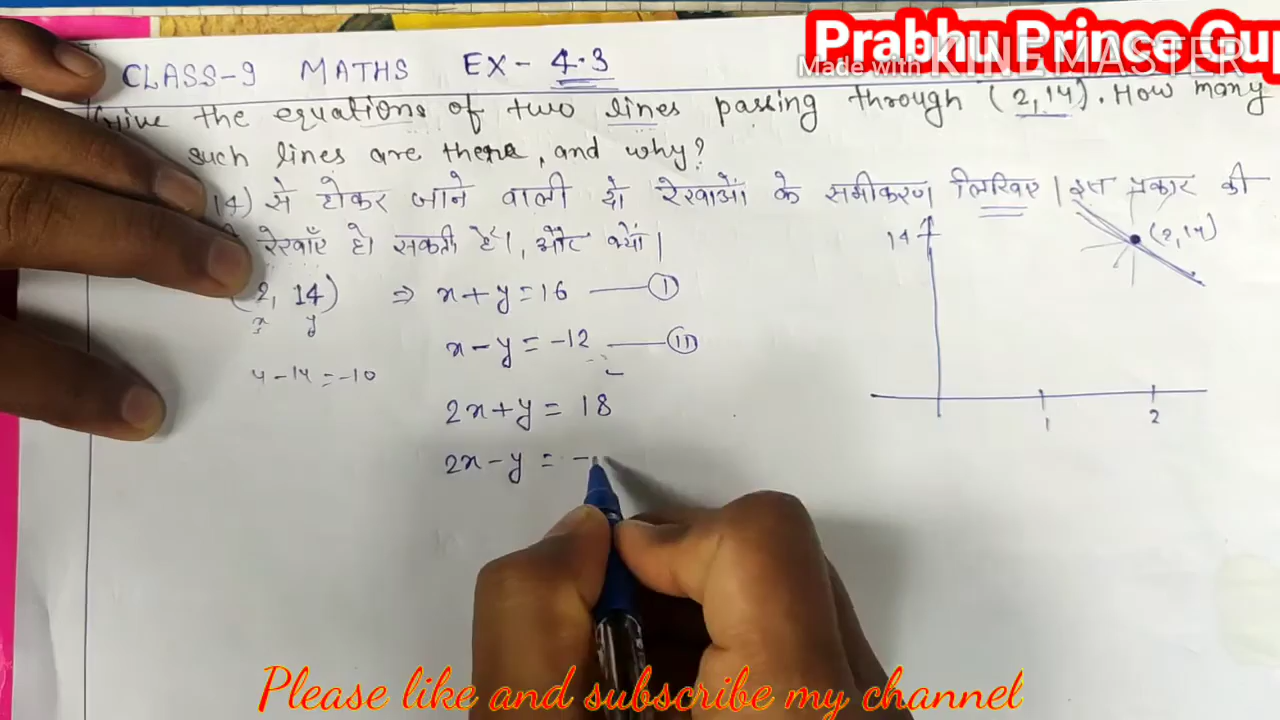 Prabhu Prince Gup
Made with KINEMASTER
CLASS-9 MATHS EX- 4.3
Give the equations of two lines passing through (2,14). How many
such lines are there, and why?
14) से होकर जाने वाली दो रेखाओं के समीकरण लिखिए। इस प्रकार की
रेखाएँ हो सकती हैं।, और क्यों।
14 (2,14)
(2, 14) ⇒ x+y=16 —— I
x y
x-y = -12 —— II
4-14 = -10
2x+y = 18
1 2
2x-y = -
Please like and subscribe my channel